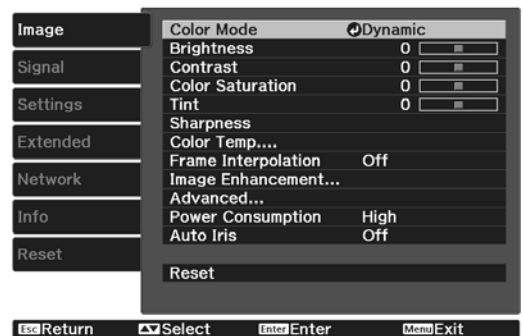 Image
Signal
Settings
Extended
Network
Info
Reset
Color Mode Dynamic
Brightness 0
Contrast 0
Color Saturation 0
Tint 0
Sharpness
Color Temp....
Frame Interpolation Off
Image Enhancement...
Advanced...
Power Consumption High
Auto Iris Off
Reset
Esc Return Select Enter Enter Menu Exit